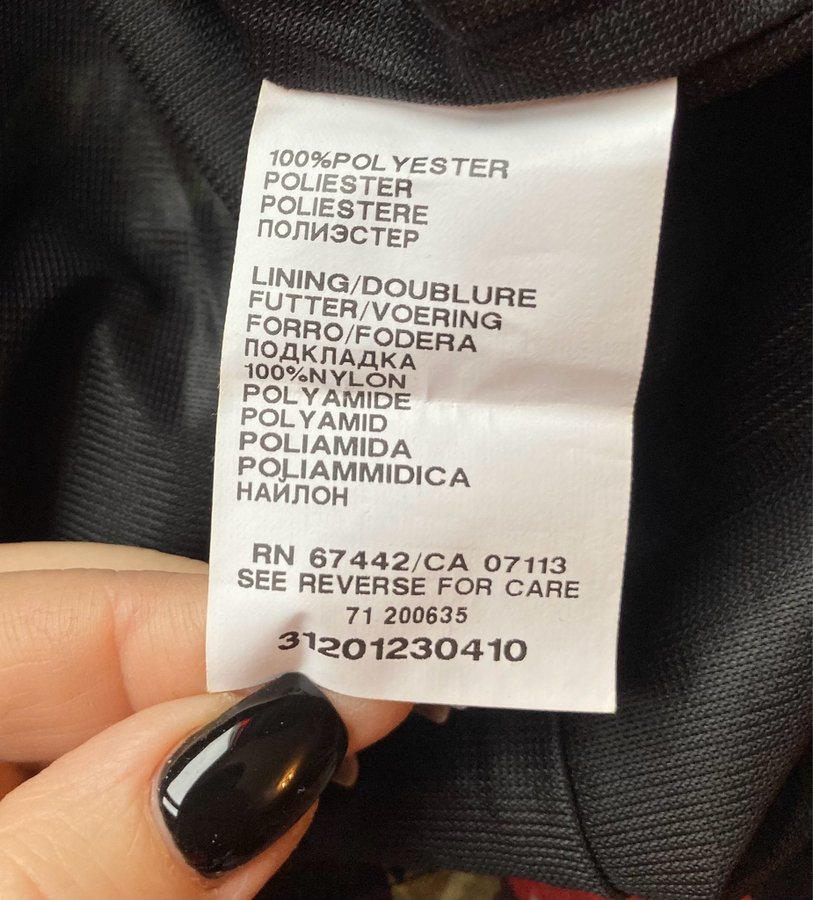 100%POLYESTER
POLIESTER
POLIESTERE
ПОЛИЭСТЕР
LINING/DOUBLURE
FUTTER/VOERING
FORRO/FODERA
ПОДКЛАДКА
100%NYLON
POLYAMIDE
POLYAMID
POLIAMIDA
POLIAMMIDICA
НАЙЛОН
RN 67442/CA 07113
SEE REVERSE FOR CARE
71 200635
31201230410